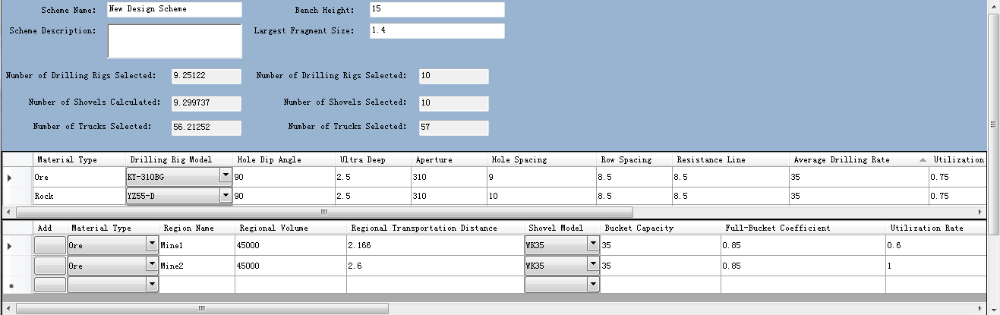 Scheme Name: New Design Scheme Bench Height: 15
Scheme Description: Largest Fragment Size: 1.4
Number of Drilling Rigs Selected: 9.25122 Number of Drilling Rigs Selected: 10
Number of Shovels Calculated: 9.299737 Number of Shovels Selected: 10
Number of Trucks Selected: 56.21252 Number of Trucks Selected: 57
Material Type Drilling Rig Model Hole Dip Angle Ultra Deep Aperture Hole Spacing Row Spacing Resistance Line Average Drilling Rate Utilization
Ore KY-310BG 90 2.5 310 9 8.5 8.5 35 0.75
Rock YZ55-D 90 2.5 310 10 8.5 8.5 35 0.75
Add Material Type Region Name Regional Volume Regional Transportation Distance Shovel Model Bucket Capacity Full-Bucket Coefficient Utilization Rate
Ore Mine1 45000 2.166 WK35 35 0.85 0.6
Ore Mine2 45000 2.6 WK35 35 0.85 1